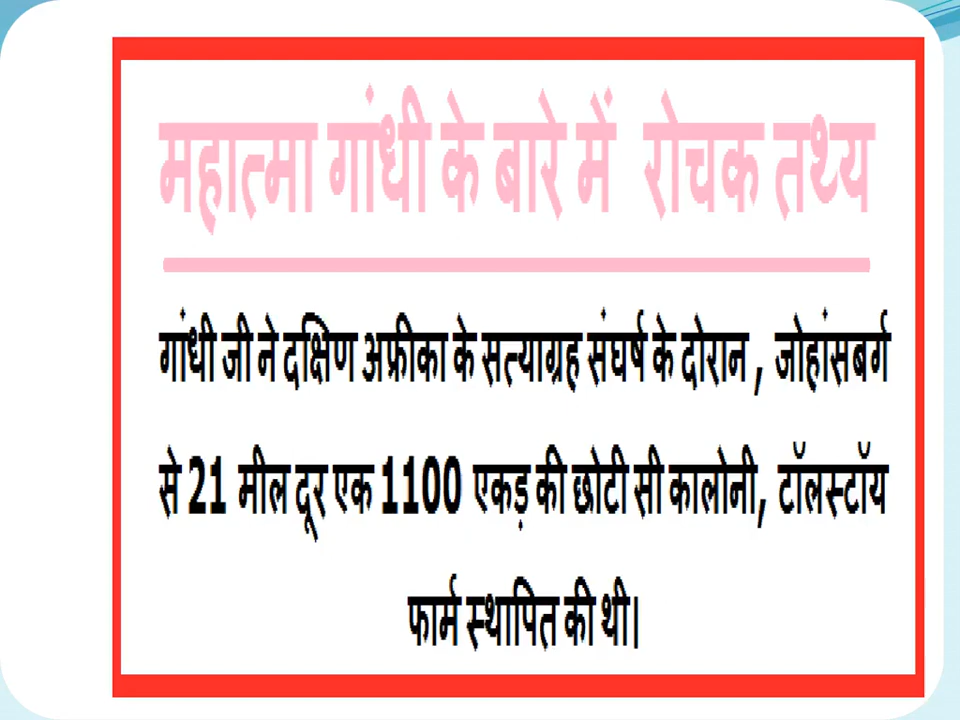 महात्मा गांधी के बारे में रोचक तथ्य
गांधी जी ने दक्षिण अफ्रीका के सत्याग्रह संघर्ष के दोरान , जोहांसबर्ग
से 21 मील दूर एक 1100 एकड़ की छोटी सी कालोनी, टॉलस्टॉय
फार्म स्थापित की थी।